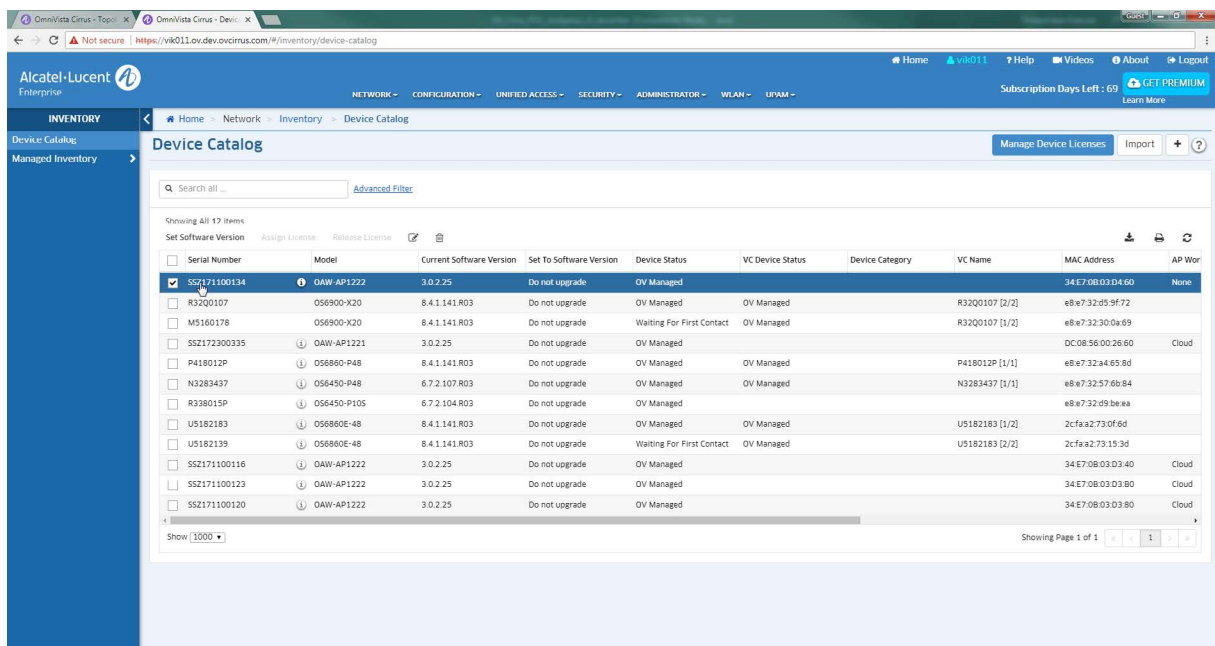 OmniVista Cirrus - Topol
OmniVista Cirrus - Devic
Guest
Not secure
https://vik011.ov.dev.ovcirrus.com/#/inventory/device-catalog
Home vik011 ? Help Videos About Logout
Alcatel·Lucent
Enterprise
NETWORK CONFIGURATION UNIFIED ACCESS SECURITY ADMINISTRATOR WLAN UPAM
Subscription Days Left : 69
GET PREMIUM
Learn More
INVENTORY
Home > Network > Inventory > Device Catalog
Device Catalog
Managed Inventory
Device Catalog
Manage Device Licenses Import + ?
Search all ... Advanced Filter
Showing All 12 items
Set Software Version Assign License Release License
Serial Number Model Current Software Version Set To Software Version Device Status VC Device Status Device Category VC Name MAC Address AP Wor
SSZ171100134 OAW-AP1222 3.0.2.25 Do not upgrade OV Managed 34:E7:0B:03:D4:60 None
R32Q0107 OS6900-X20 8.4.1.141.R03 Do not upgrade OV Managed OV Managed R32Q0107 [2/2] e8:e7:32:d5:9f:72
M5160178 OS6900-X20 8.4.1.141.R03 Do not upgrade Waiting For First Contact OV Managed R32Q0107 [1/2] e8:e7:32:30:0a:69
SSZ172300335 OAW-AP1221 3.0.2.25 Do not upgrade OV Managed DC:08:56:00:26:60 Cloud
P418012P OS6860-P48 8.4.1.141.R03 Do not upgrade OV Managed OV Managed P418012P [1/1] e8:e7:32:a4:65:8d
N3283437 OS6450-P48 6.7.2.107.R03 Do not upgrade OV Managed OV Managed N3283437 [1/1] e8:e7:32:57:6b:84
R338015P OS6450-P10S 6.7.2.104.R03 Do not upgrade OV Managed e8:e7:32:d9:be:ea
U5182183 OS6860E-48 8.4.1.141.R03 Do not upgrade OV Managed OV Managed U5182183 [1/2] 2c:fa:a2:73:0f:6d
U5182139 OS6860E-48 8.4.1.141.R03 Do not upgrade Waiting For First Contact OV Managed U5182183 [2/2] 2c:fa:a2:73:15:3d
SSZ171100116 OAW-AP1222 3.0.2.25 Do not upgrade OV Managed 34:E7:0B:03:D3:40 Cloud
SSZ171100123 OAW-AP1222 3.0.2.25 Do not upgrade OV Managed 34:E7:0B:03:D3:B0 Cloud
SSZ171100120 OAW-AP1222 3.0.2.25 Do not upgrade OV Managed 34:E7:0B:03:D3:80 Cloud
Show 1000 Showing Page 1 of 1 « < 1 > »